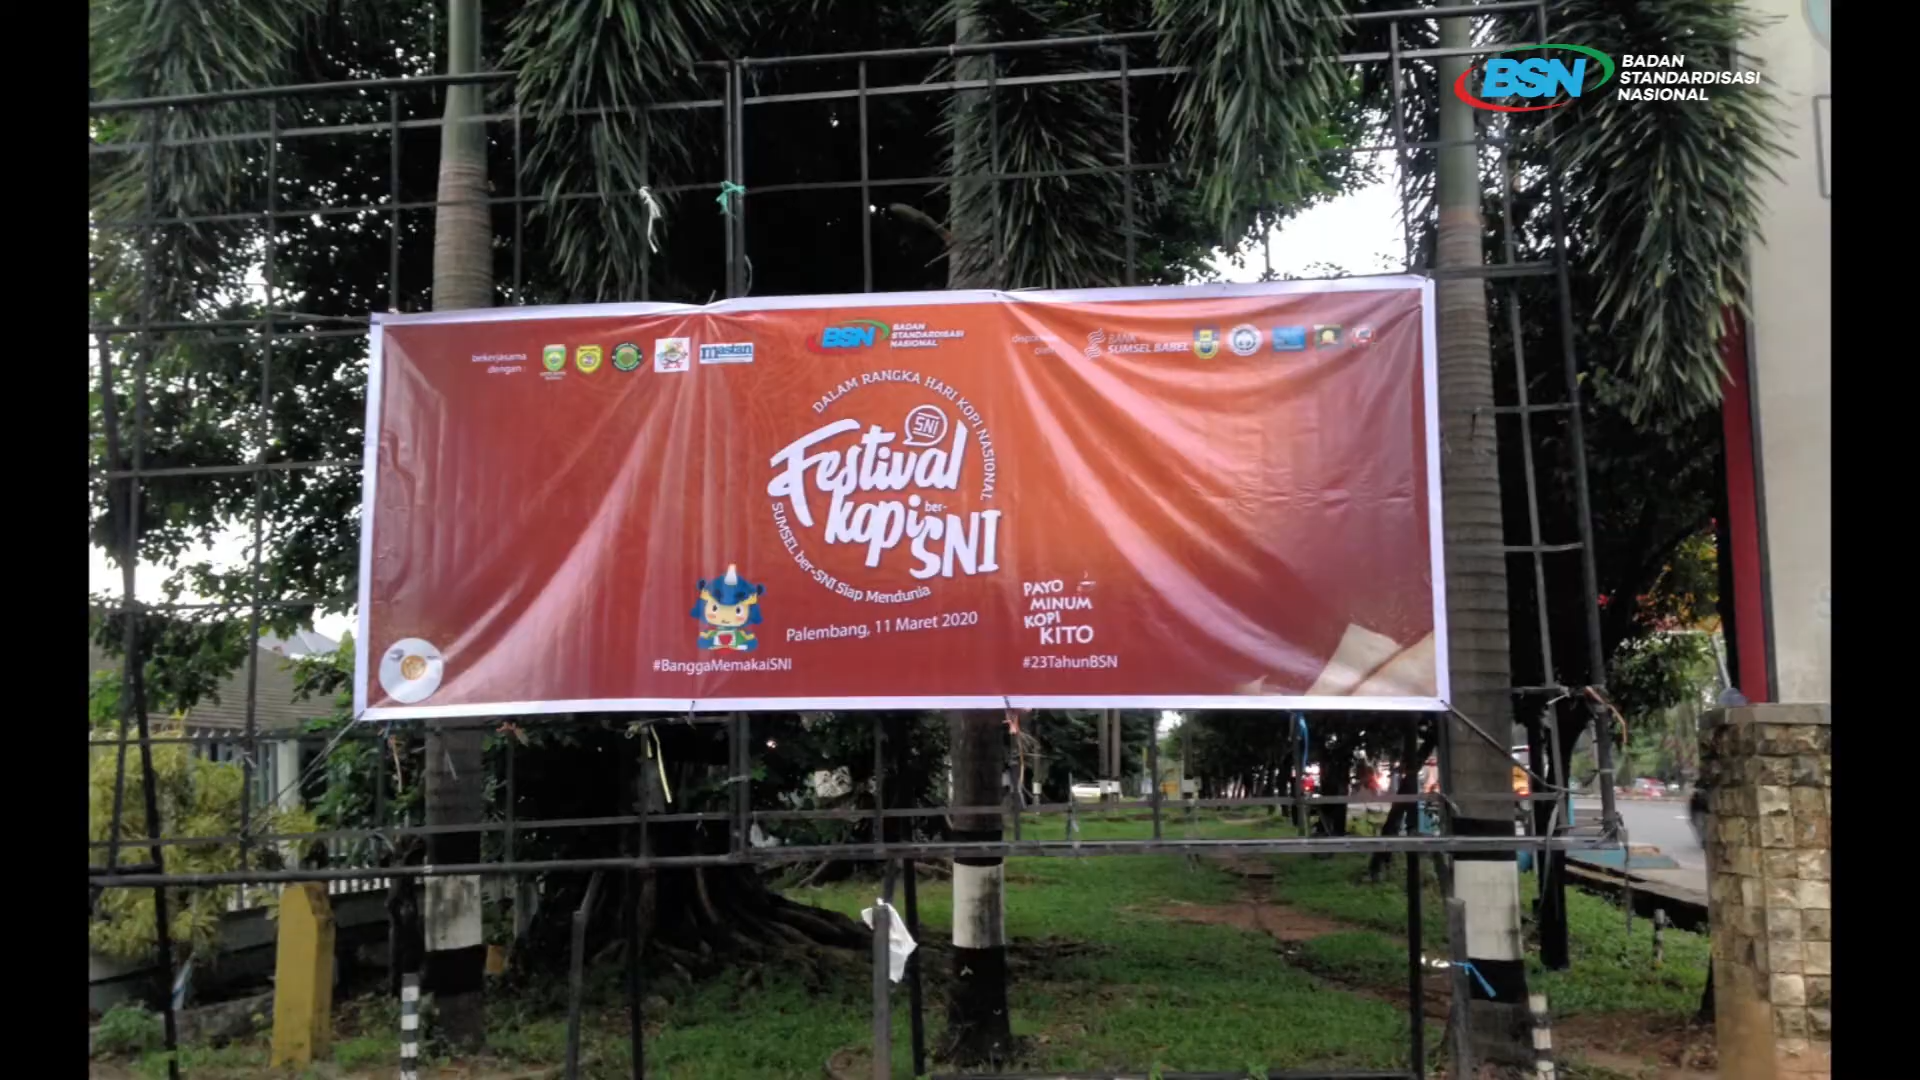 BSN BADAN
STANDARDISASI
NASIONAL
bekerjasama
dengan :
mastan
BSN BADAN
STANDARDISASI
NASIONAL
BANK
SUMSEL BABEL
DALAM RANGKA HARI KOPI NASIONAL
SNI
Festival
kopi ber-
SNI
SUMSEL ber-SNI Siap Mendunia
Palembang, 11 Maret 2020
#BanggaMemakaiSNI
PAYO
MINUM
KOPI
KITO
#23TahunBSN